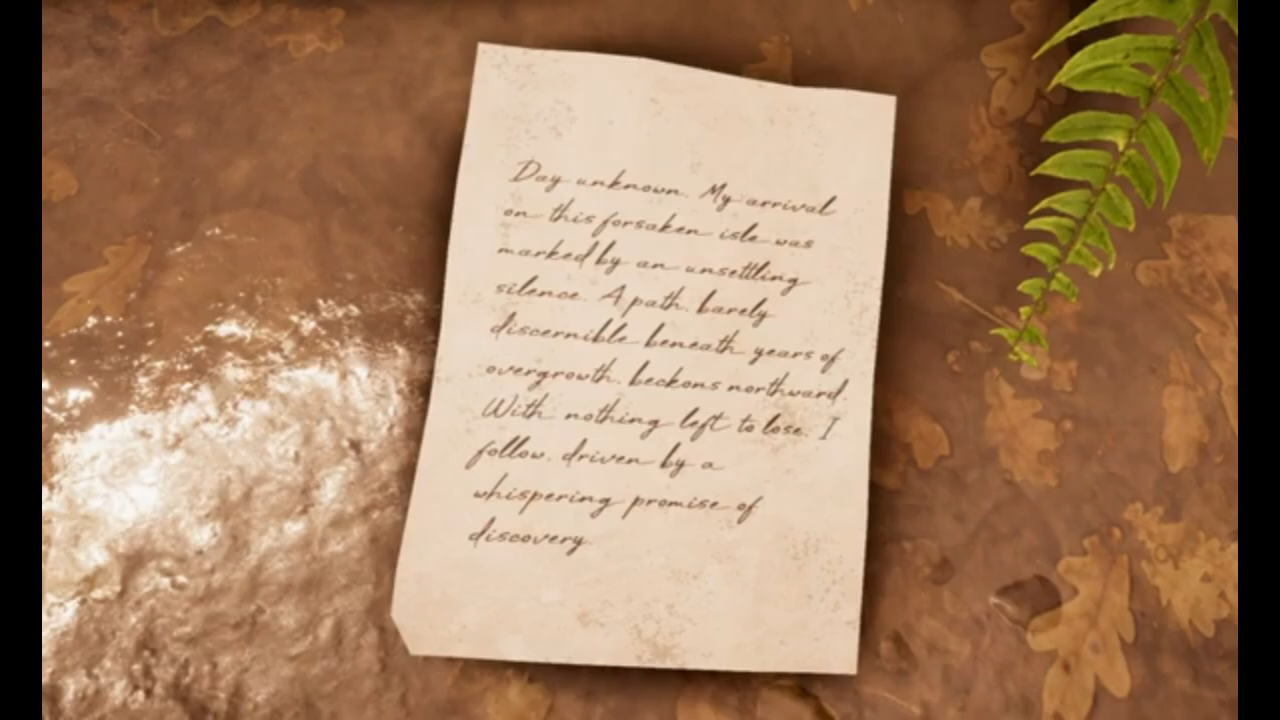 Day unknown. My arrival
on this forsaken isle was
marked by an unsettling
silence. A path, barely
discernible beneath years of
overgrowth, beckons northward.
With nothing left to lose, I
follow, driven by a
whispering promise of
discovery.